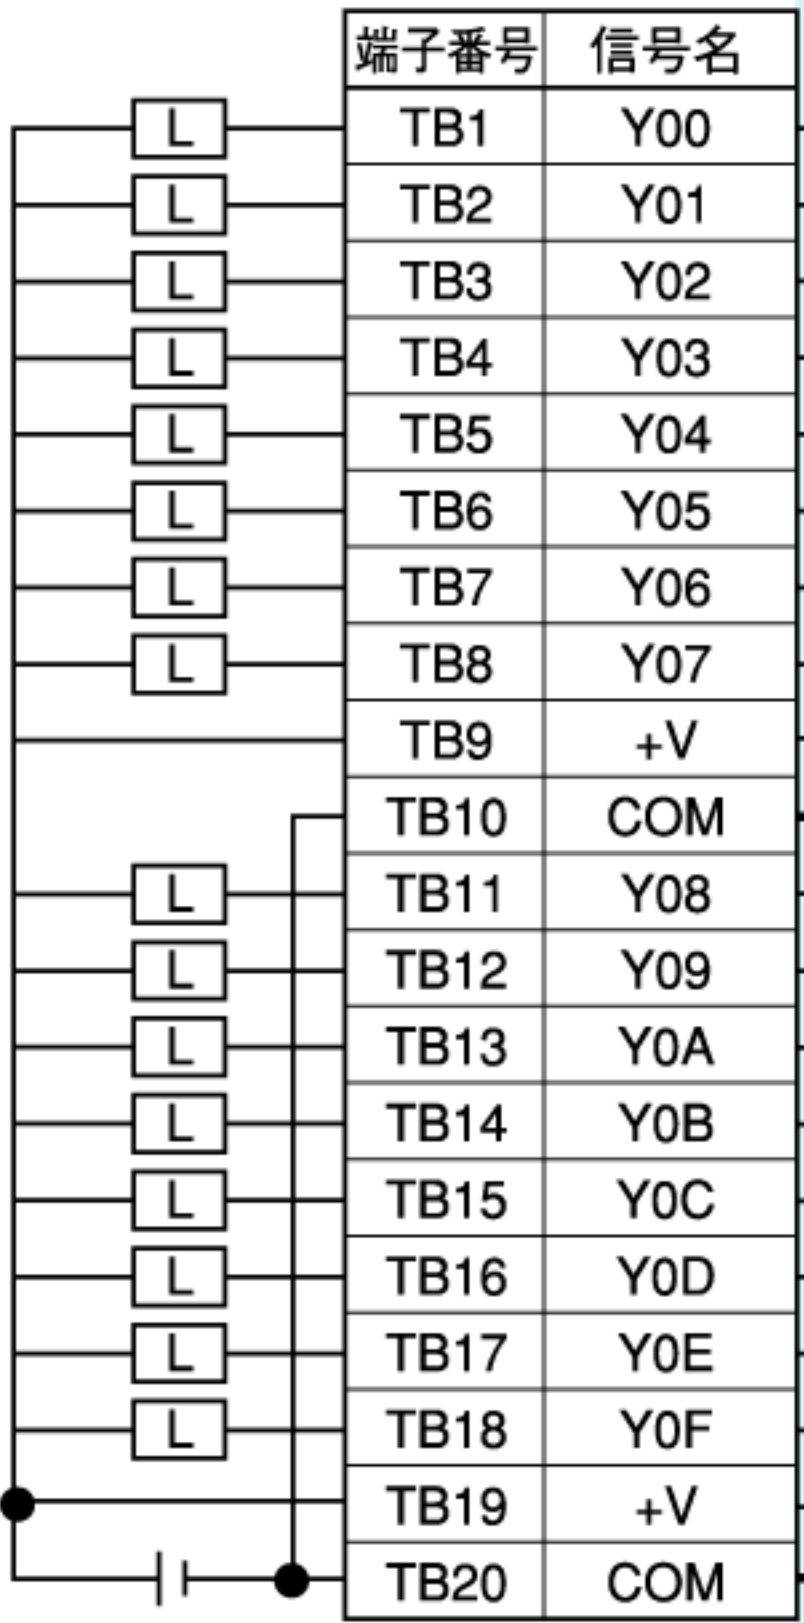 端子番号 信号名
L TB1 Y00
L TB2 Y01
L TB3 Y02
L TB4 Y03
L TB5 Y04
L TB6 Y05
L TB7 Y06
L TB8 Y07
TB9 +V
TB10 COM
L TB11 Y08
L TB12 Y09
L TB13 Y0A
L TB14 Y0B
L TB15 Y0C
L TB16 Y0D
L TB17 Y0E
L TB18 Y0F
TB19 +V
TB20 COM